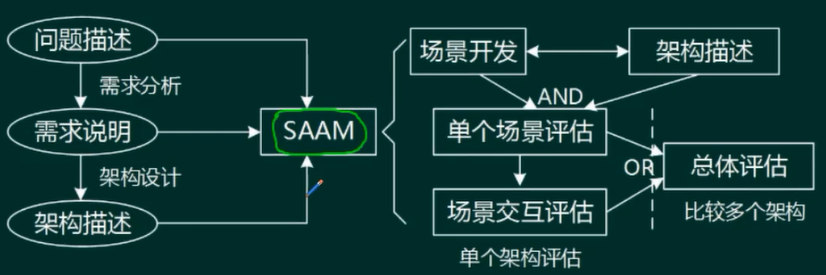 问题描述
需求分析
需求说明
架构设计
架构描述
SAAM
场景开发
架构描述
AND
单个场景评估
OR
总体评估
场景交互评估
比较多个架构
单个架构评估